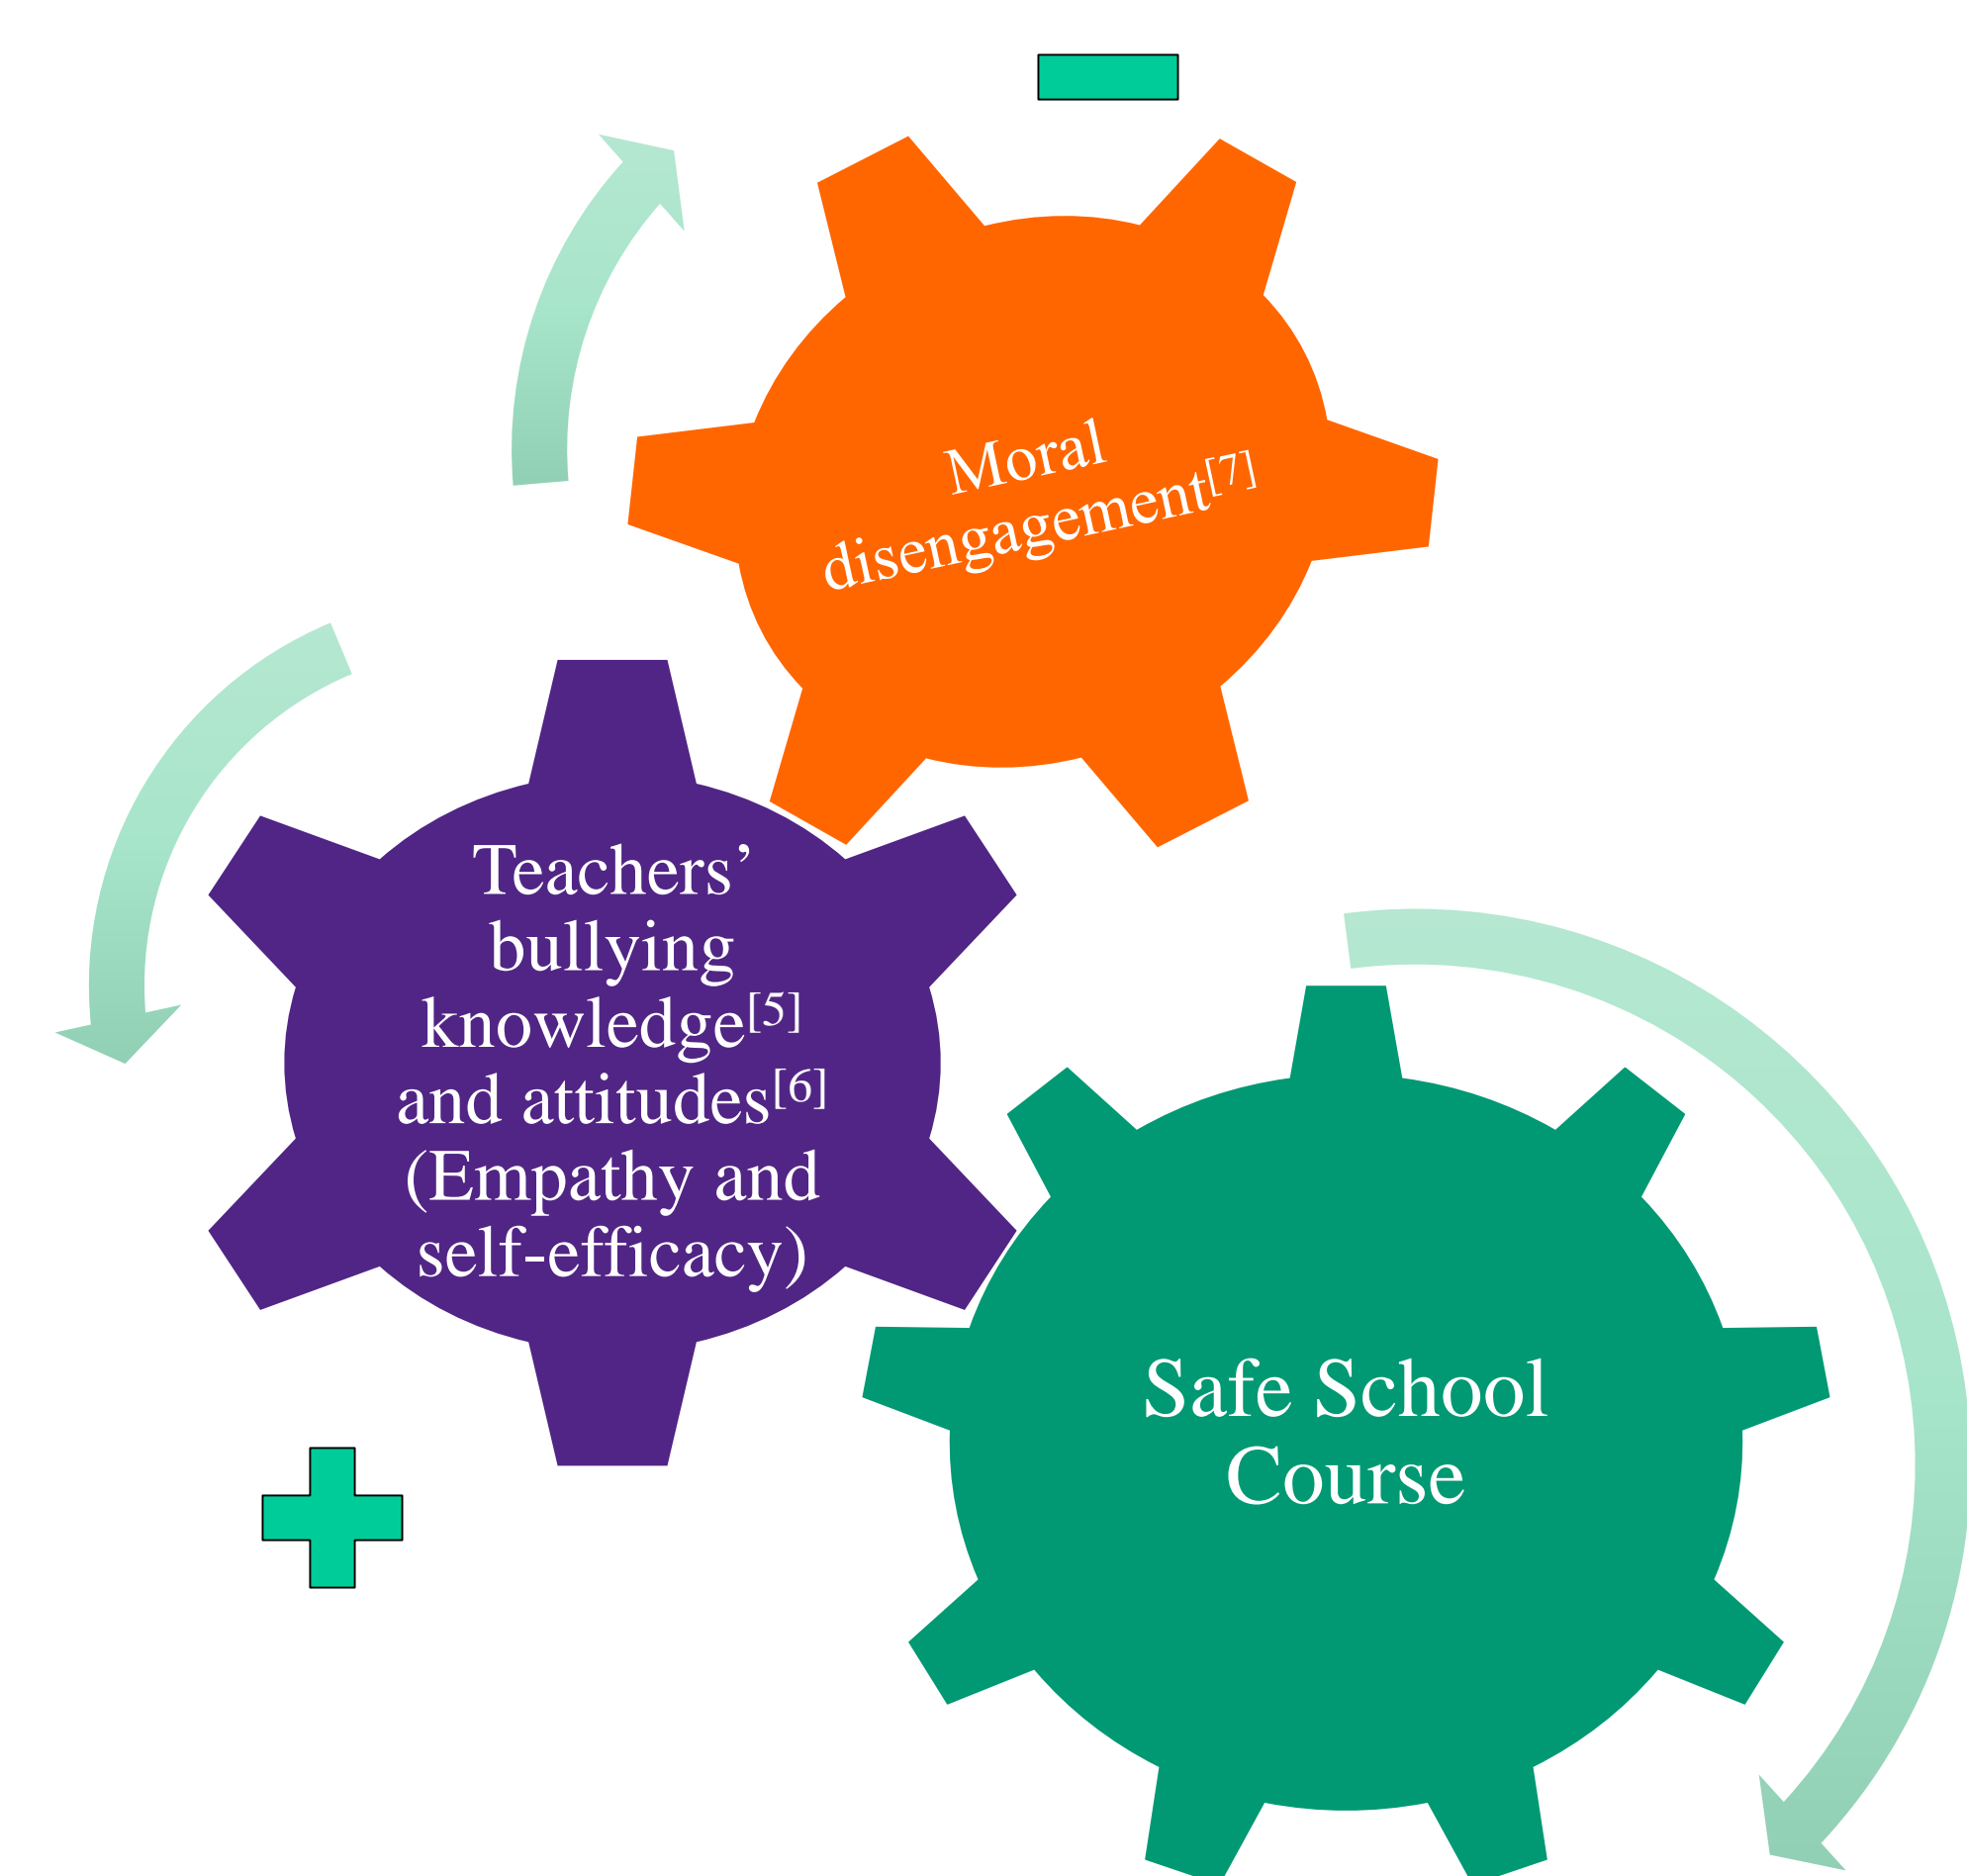 Moral
disengagement[7]
Teachers’
bullying
knowledge[5]
and attitudes[6]
(Empathy and
self-efficacy)
Safe School
Course